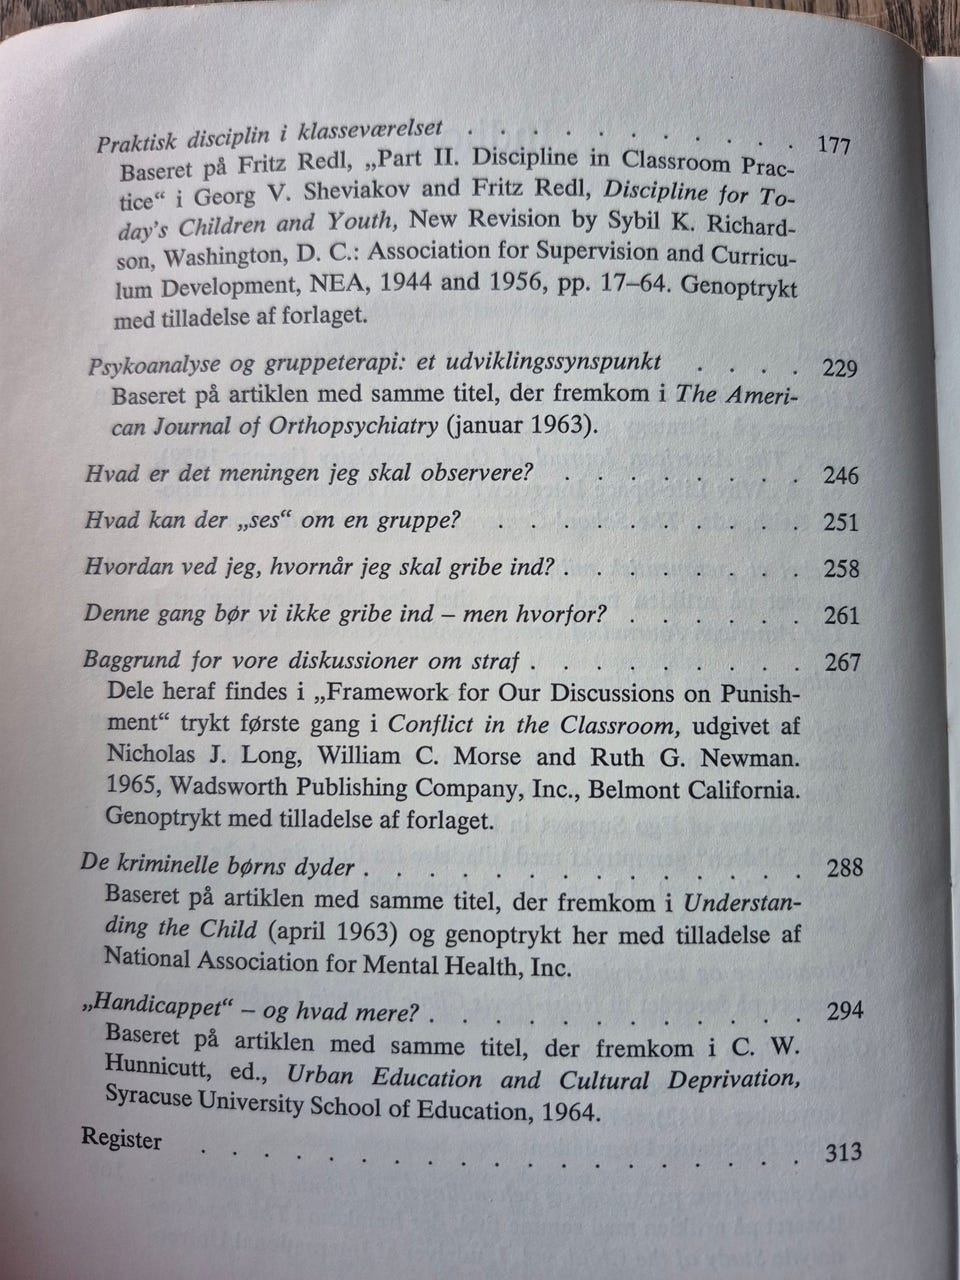 Praktisk disciplin i klasseværelset . . . . . . . . . . 177
Baseret på Fritz Redl, „Part II. Discipline in Classroom Prac-
tice“ i Georg V. Sheviakov and Fritz Redl, Discipline for To-
day's Children and Youth, New Revision by Sybil K. Richard-
son, Washington, D. C.: Association for Supervision and Curricu-
lum Development, NEA, 1944 and 1956, pp. 17–64. Genoptrykt
med tilladelse af forlaget.
Psykoanalyse og gruppeterapi: et udviklingssynspunkt . . . . 229
Baseret på artiklen med samme titel, der fremkom i The Ameri-
can Journal of Orthopsychiatry (januar 1963).
Hvad er det meningen jeg skal observere? . . . . . . . . 246
Hvad kan der „ses“ om en gruppe? . . . . . . . . . . 251
Hvordan ved jeg, hvornår jeg skal gribe ind? . . . . . . . . 258
Denne gang bør vi ikke gribe ind – men hvorfor? . . . . . . 261
Baggrund for vore diskussioner om straf . . . . . . . . . 267
Dele heraf findes i „Framework for Our Discussions on Punish-
ment“ trykt første gang i Conflict in the Classroom, udgivet af
Nicholas J. Long, William C. Morse and Ruth G. Newman.
1965, Wadsworth Publishing Company, Inc., Belmont California.
Genoptrykt med tilladelse af forlaget.
De kriminelle børns dyder . . . . . . . . . . . . . . 288
Baseret på artiklen med samme titel, der fremkom i Understan-
ding the Child (april 1963) og genoptrykt her med tilladelse af
National Association for Mental Health, Inc.
„Handicappet“ – og hvad mere? . . . . . . . . . . . . 294
Baseret på artiklen med samme titel, der fremkom i C. W.
Hunnicutt, ed., Urban Education and Cultural Deprivation,
Syracuse University School of Education, 1964.
Register . . . . . . . . . . . . . . . . . . . 313